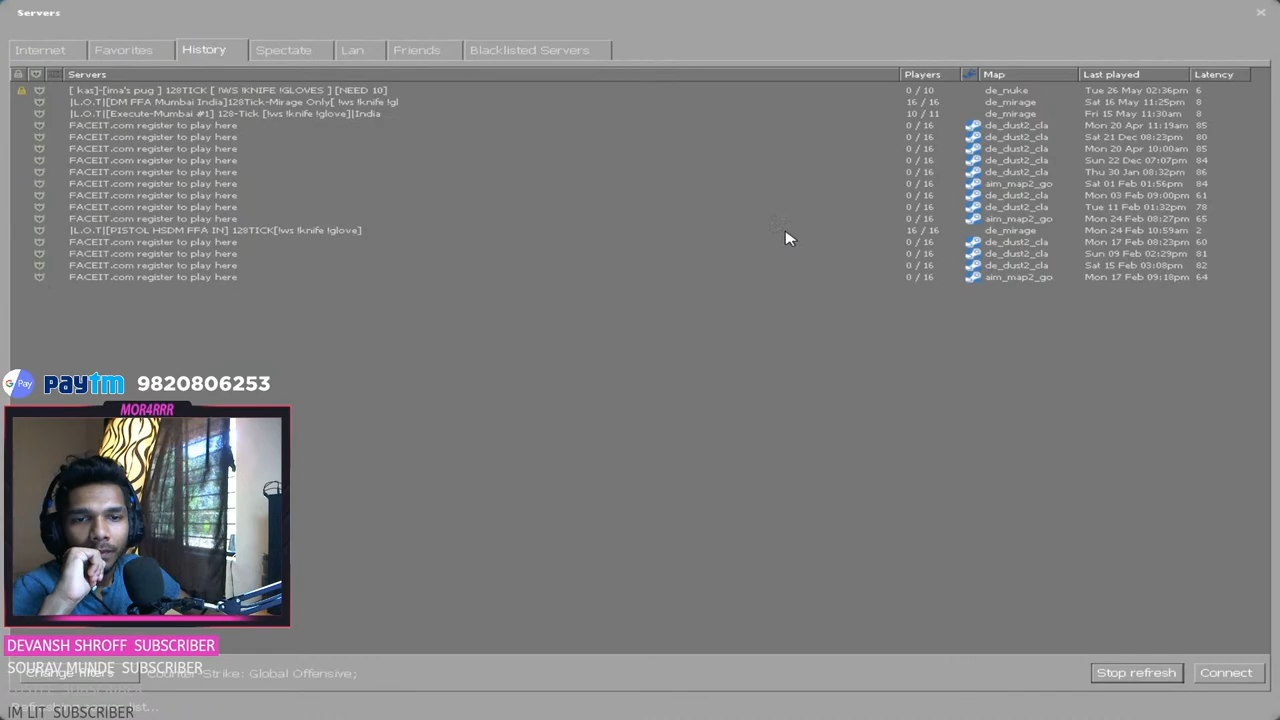 Servers
Internet Favorites History Spectate Lan Friends Blacklisted Servers
Servers Players Map Last played Latency
[ kas]-[ima's pug ] 128TICK [ !WS !KNIFE !GLOVES ] [NEED 10] 0 / 10 de_nuke Tue 26 May 02:36pm 6
|L.O.T|[DM FFA Mumbai India]128Tick-Mirage Only[ !ws !knife !gl 16 / 16 de_mirage Sat 16 May 11:25pm 8
|L.O.T|[Execute-Mumbai #1] 128-Tick [!ws !knife !glove]|India 10 / 11 de_mirage Fri 15 May 11:30am 8
FACEIT.com register to play here 0 / 16 de_dust2_cla Mon 20 Apr 11:19am 85
FACEIT.com register to play here 0 / 16 de_dust2_cla Sat 21 Dec 08:23pm 80
FACEIT.com register to play here 0 / 16 de_dust2_cla Mon 20 Apr 10:00am 85
FACEIT.com register to play here 0 / 16 de_dust2_cla Sun 22 Dec 07:07pm 84
FACEIT.com register to play here 0 / 16 de_dust2_cla Thu 30 Jan 08:32pm 86
FACEIT.com register to play here 0 / 16 aim_map2_go Sat 01 Feb 01:56pm 84
FACEIT.com register to play here 0 / 16 de_dust2_cla Mon 03 Feb 09:00pm 61
FACEIT.com register to play here 0 / 16 de_dust2_cla Tue 11 Feb 01:32pm 78
FACEIT.com register to play here 0 / 16 aim_map2_go Mon 24 Feb 08:27pm 65
|L.O.T|[PISTOL HSDM FFA IN] 128TICK[!ws !knife !glove] 16 / 16 de_mirage Mon 24 Feb 10:59am 2
FACEIT.com register to play here 0 / 16 de_dust2_cla Mon 17 Feb 08:23pm 60
FACEIT.com register to play here 0 / 16 de_dust2_cla Sun 09 Feb 02:29pm 81
FACEIT.com register to play here 0 / 16 de_dust2_cla Sat 15 Feb 03:08pm 82
FACEIT.com register to play here 0 / 16 aim_map2_go Mon 17 Feb 09:18pm 64
G Pay paytm 9820806253
MOR4RRR
DEVANSH SHROFF SUBSCRIBER
SOURAV MUNDE SUBSCRIBER
Change filters Counter Strike: Global Offensive; Stop refresh Connect
IM LIT SUBSCRIBER